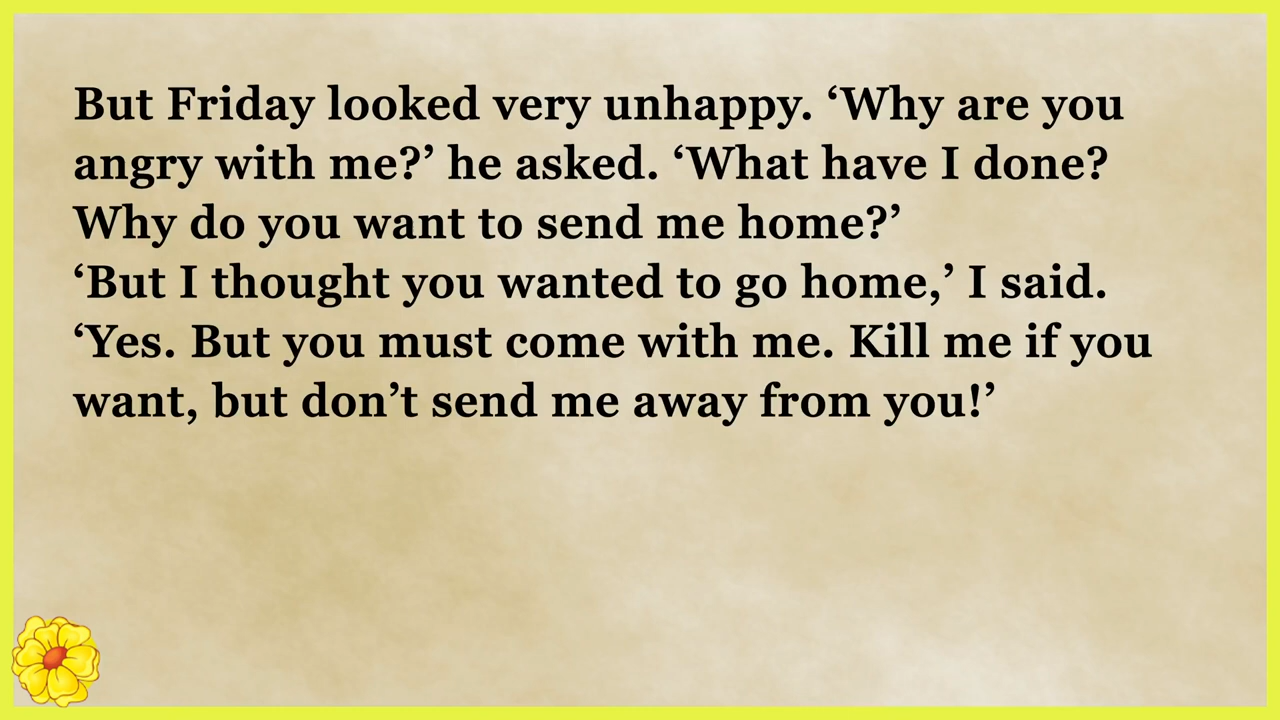 But Friday looked very unhappy. ‘Why are you
angry with me?’ he asked. ‘What have I done?
Why do you want to send me home?’
‘But I thought you wanted to go home,’ I said.
‘Yes. But you must come with me. Kill me if you
want, but don’t send me away from you!’